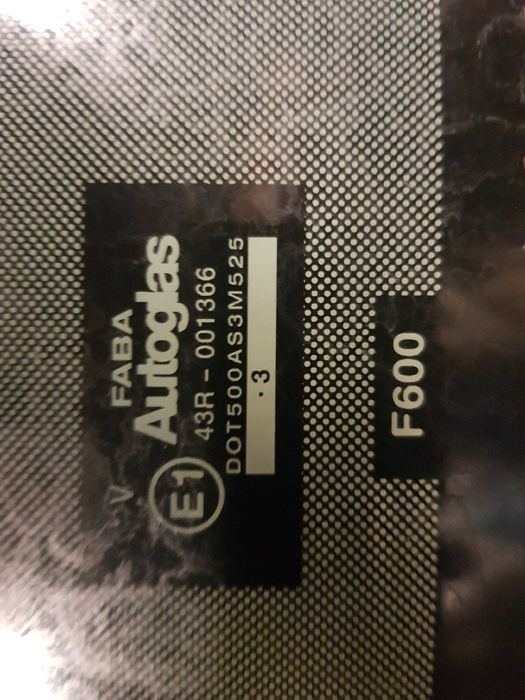 FABA
Autoglas
V
E1
43R-001366
DOT500AS3M525
·3
F600